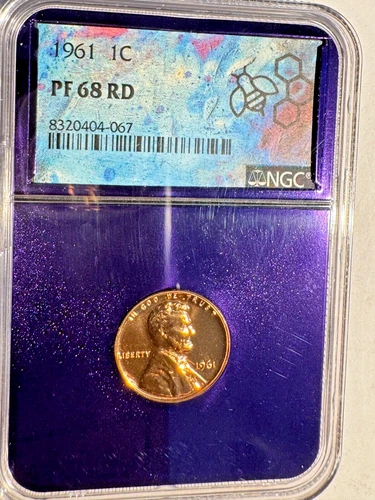 1961 1C
PF 68 RD
8320404-067
NGC®
IN GOD WE TRUST
LIBERTY
1961